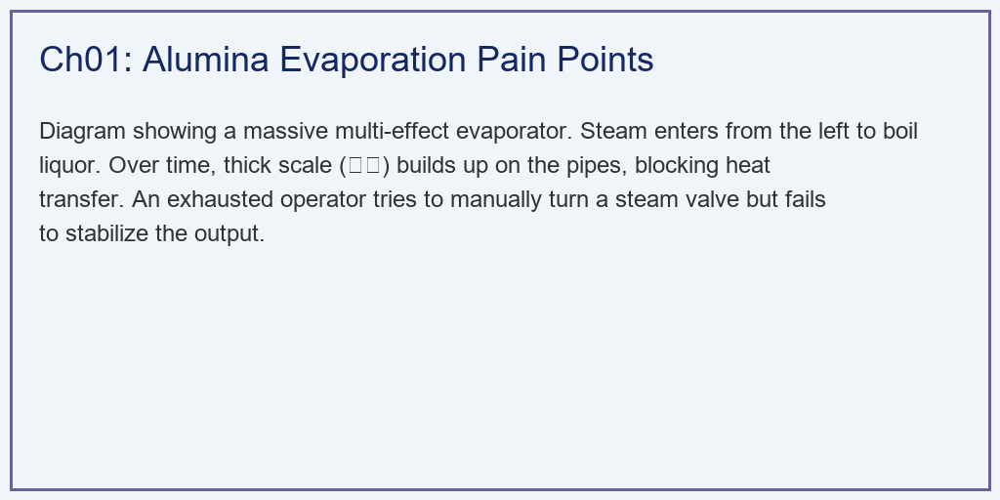 Ch01: Alumina Evaporation Pain Points
Diagram showing a massive multi-effect evaporator. Steam enters from the left to boil
liquor. Over time, thick scale (□□) builds up on the pipes, blocking heat
transfer. An exhausted operator tries to manually turn a steam valve but fails
to stabilize the output.